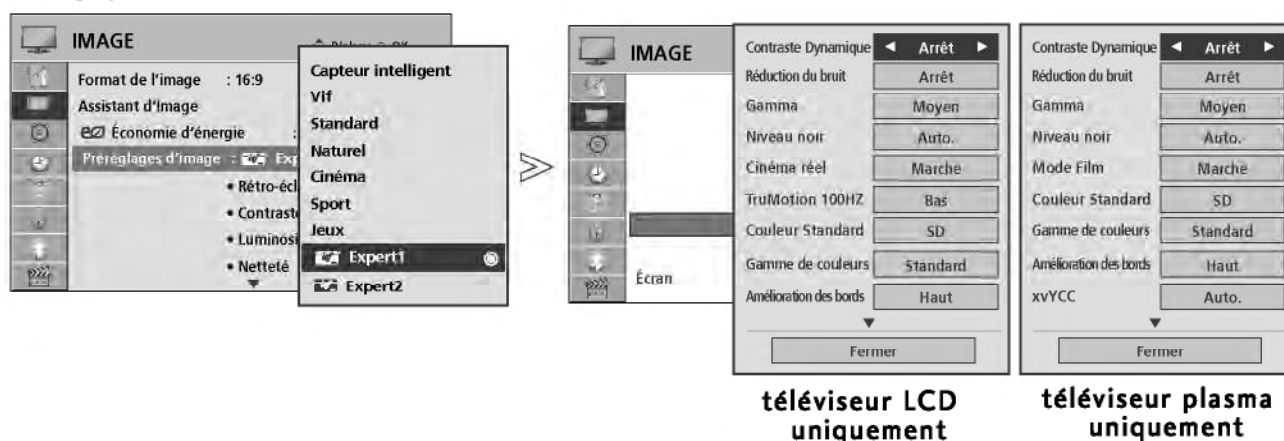 IMAGE
Format de l'image : 16:9
Assistant d'Image
Économie d'énergie :
Préréglages d'image : Exp
• Rétro-écl
• Contraste
• Luminosi
• Netteté
Capteur intelligent
Vif
Standard
Naturel
Cinéma
Sport
Jeux
Expert1
Expert2
IMAGE
Écran
Contraste Dynamique ◄ Arrêt ►
Réduction du bruit Arrêt
Gamma Moyen
Niveau noir Auto.
Cinéma réel Marche
TruMotion 100HZ Bas
Couleur Standard SD
Gamme de couleurs Standard
Amélioration des bords Haut
Fermer
téléviseur LCD
uniquement
Contraste Dynamique ◄ Arrêt ►
Réduction du bruit Arrêt
Gamma Moyen
Niveau noir Auto.
Mode Film Marche
Couleur Standard SD
Gamme de couleurs Standard
Amélioration des bords Haut
xvYCC Auto.
Fermer
téléviseur plasma
uniquement